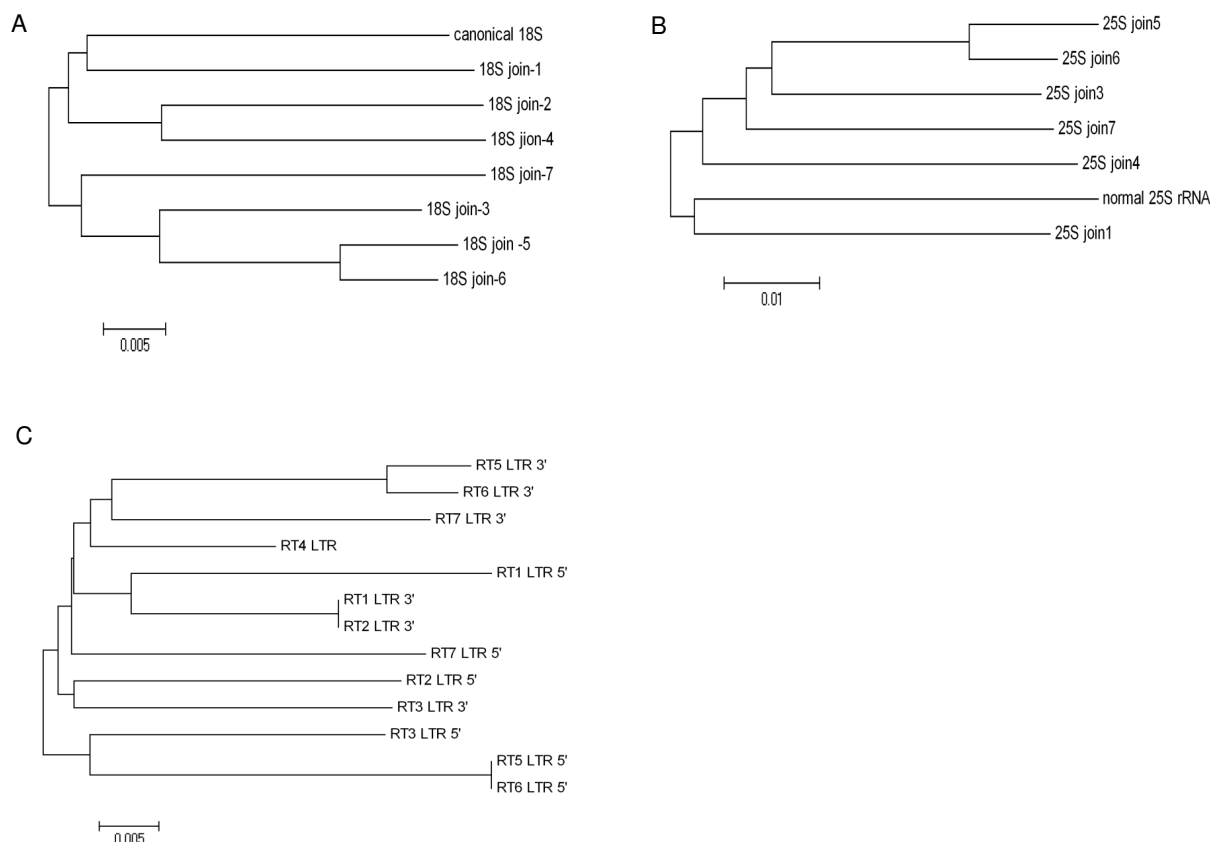 A
canonical 18S
18S join-1
18S join-2
18S jion-4
18S join-7
18S join-3
18S join -5
18S join-6
0.005
B
25S join5
25S join6
25S join3
25S join7
25S join4
normal 25S rRNA
25S join1
0.01
C
RT5 LTR 3'
RT6 LTR 3'
RT7 LTR 3'
RT4 LTR
RT1 LTR 5'
RT1 LTR 3'
RT2 LTR 3'
RT7 LTR 5'
RT2 LTR 5'
RT3 LTR 3'
RT3 LTR 5'
RT5 LTR 5'
RT6 LTR 5'
0.005